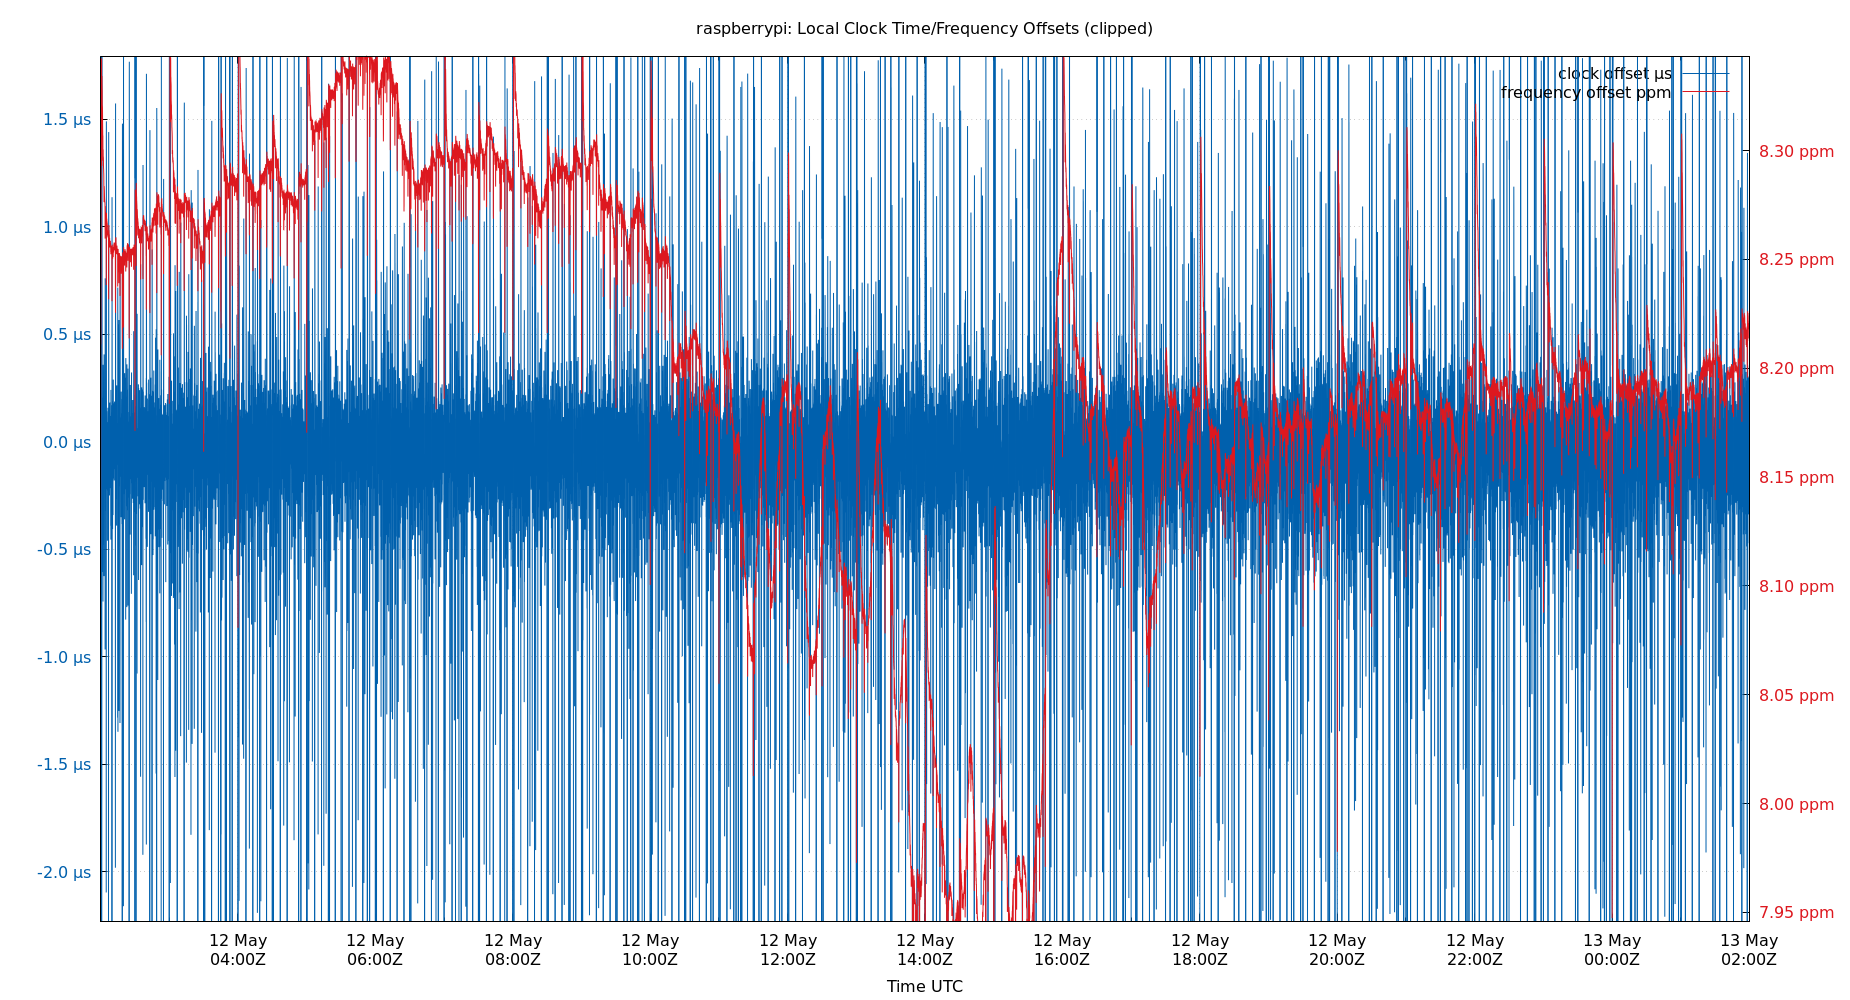 raspberrypi: Local Clock Time/Frequency Offsets (clipped)
clock offset µs
frequency offset ppm
1.5 µs
1.0 µs
0.5 µs
0.0 µs
-0.5 µs
-1.0 µs
-1.5 µs
-2.0 µs
8.30 ppm
8.25 ppm
8.20 ppm
8.15 ppm
8.10 ppm
8.05 ppm
8.00 ppm
7.95 ppm
12 May 12 May 12 May 12 May 12 May 12 May 12 May 12 May 12 May 12 May 13 May 13 May
04:00Z 06:00Z 08:00Z 10:00Z 12:00Z 14:00Z 16:00Z 18:00Z 20:00Z 22:00Z 00:00Z 02:00Z
Time UTC